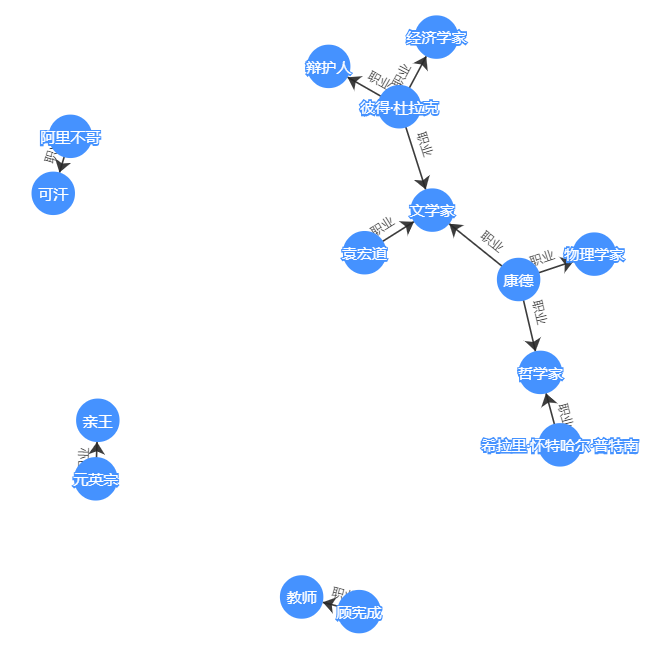 经济学家
辩护人
职业
职业
彼得·杜拉克
阿里不哥
职业
职
可汗
文学家
职业
职业
袁宏道
物理学家
职业
康德
职业
哲学家
职业
亲王
希拉里·怀特哈尔·普特南
元英宗
教师
顾宪成